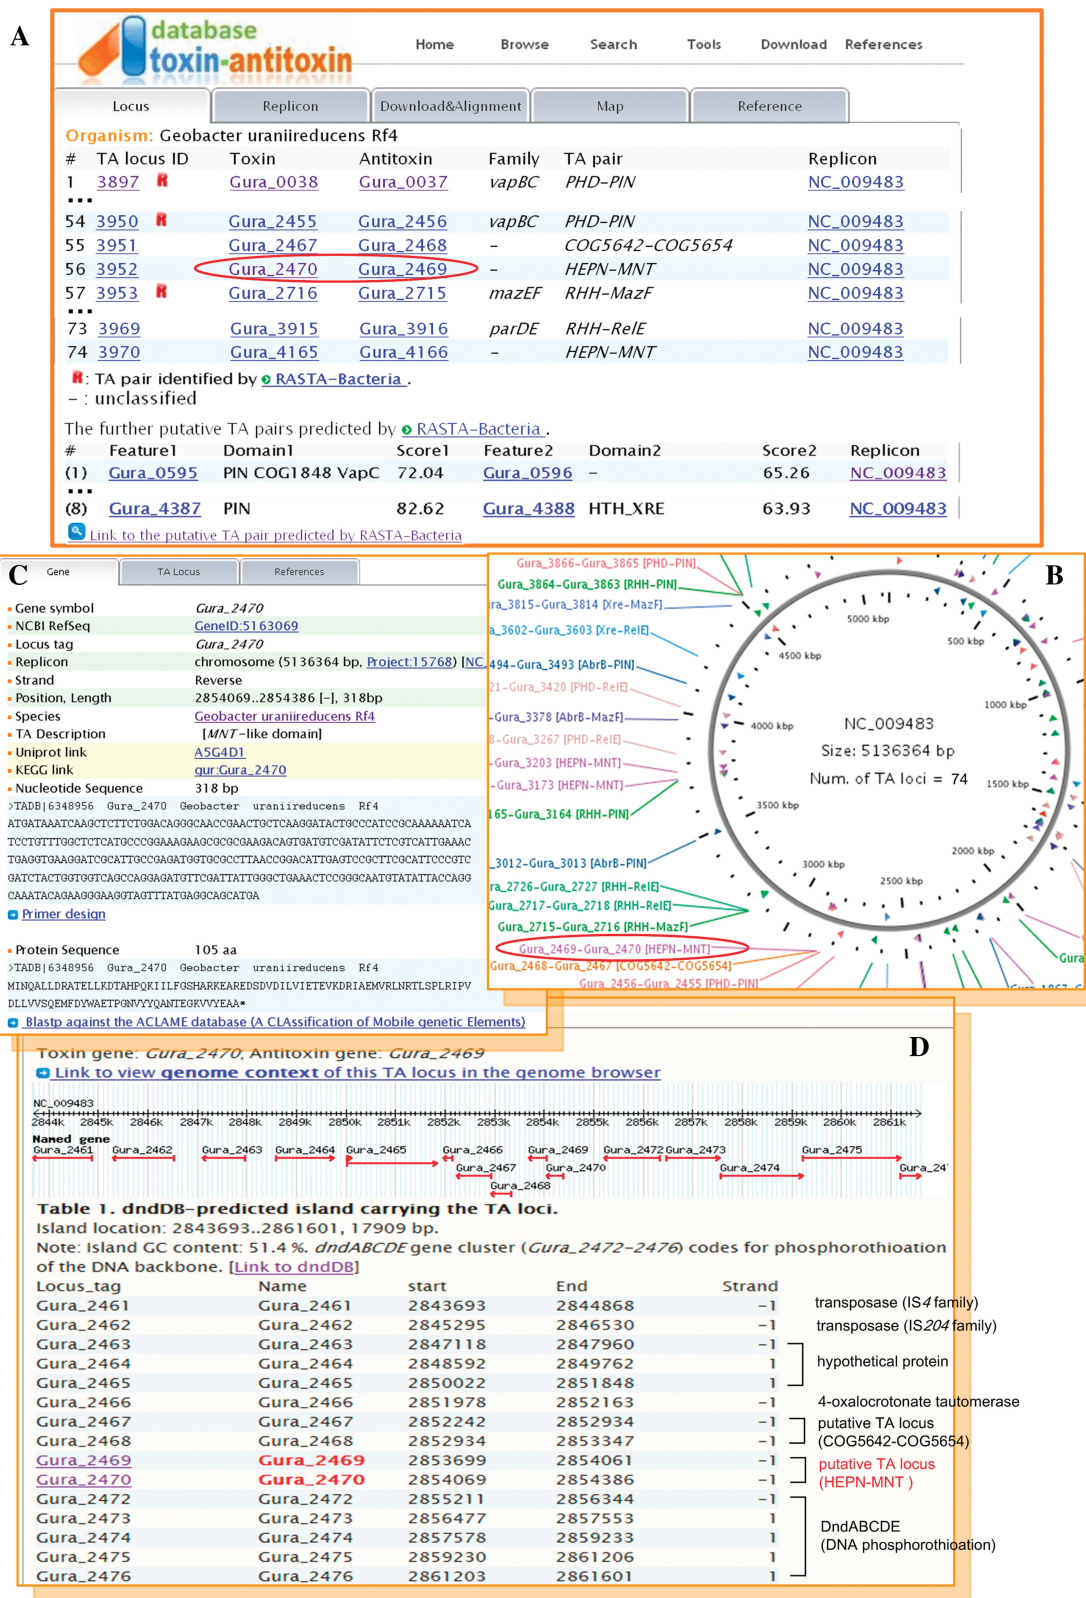 A
database
toxin-antitoxin
Home Browse Search Tools Download References
Locus Replicon Download&Alignment Map Reference
Organism: Geobacter uraniireducens Rf4
# TA locus ID Toxin Antitoxin Family TA pair Replicon
1 3897 R Gura_0038 Gura_0037 vapBC PHD-PIN NC_009483
...
54 3950 R Gura_2455 Gura_2456 vapBC PHD-PIN NC_009483
55 3951 Gura_2467 Gura_2468 - COG5642-COG5654 NC_009483
56 3952 Gura_2470 Gura_2469 - HEPN-MNT NC_009483
57 3953 R Gura_2716 Gura_2715 mazEF RHH-MazF NC_009483
...
73 3969 Gura_3915 Gura_3916 parDE RHH-RelE NC_009483
74 3970 Gura_4165 Gura_4166 - HEPN-MNT NC_009483
R: TA pair identified by RASTA-Bacteria .
- : unclassified
The further putative TA pairs predicted by RASTA-Bacteria .
# Feature1 Domain1 Score1 Feature2 Domain2 Score2 Replicon
(1) Gura_0595 PIN COG1848 VapC 72.04 Gura_0596 - 65.26 NC_009483
...
(8) Gura_4387 PIN 82.62 Gura_4388 HTH_XRE 63.93 NC_009483
Link to the putative TA pair predicted by RASTA-Bacteria
C
Gene TA Locus References
Gene symbol Gura_2470
NCBI RefSeq GeneID:5163069
Locus tag Gura_2470
Replicon chromosome (5136364 bp, Project:15768) [NC_
Strand Reverse
Position, Length 2854069..2854386 [-], 318bp
Species Geobacter uraniireducens Rf4
TA Description [MNT-like domain]
Uniprot link A5G4D1
KEGG link gur:Gura_2470
Nucleotide Sequence 318 bp
>TADB|6348956 Gura_2470 Geobacter uraniireducens Rf4
ATGATAAATCAAGCTCTTCTGGACAGGGCAACCGAACTGCTCAAGGATACTGCCCATCCGCAAAAAATCA
TCCTGTTTGGCTCTCATGCCCGGAAAGAAGCGCGCGAAGACAGTGATGTCGATATTCTCGTCATTGAAAC
TGAGGTGAAGGATCGCATTGCCGAGATGGTGCGCCTTAACCGGACATTGAGTCCGCTTCGCATTCCCGTC
GATCTACTGGTGGTCAGCCAGGAGATGTTCGATTATTGGGCTGAAACTCCGGGCAATGTATATTACCAGG
CAAATACAGAAGGGAAGGTAGTTTATGAGGCAGCATGA
Primer design
Protein Sequence 105 aa
>TADB|6348956 Gura_2470 Geobacter uraniireducens Rf4
MINQALLDRATELLKDTAHPQKIILFGSHARKEAREDSDVDILVIETEVKDRIAEMVRLNRTLSPLRIPV
DLLVVSQEMFDYWAETPGNVYYQANTEGKVVYEAA*
Blastp against the ACLAME database (A CLAssification of Mobile genetic Elements)
B
Gura_3866-Gura_3865 [PHD-PIN]
Gura_3864-Gura_3863 [RHH-PIN]
ra_3815-Gura_3814 [Xre-MazF]
a_3602-Gura_3603 [Xre-RelE]
494-Gura_3493 [AbrB-PIN]
21-Gura_3420 [PHD-RelE]
-Gura_3378 [AbrB-MazF]
8-Gura_3267 [PHD-RelE]
-Gura_3203 [HEPN-MNT]
-Gura_3173 [HEPN-MNT]
165-Gura_3164 [RHH-PIN]
_3012-Gura_3013 [AbrB-PIN]
ra_2726-Gura_2727 [RHH-RelE]
Gura_2717-Gura_2718 [RHH-RelE]
Gura_2715-Gura_2716 [RHH-MazF]
Gura_2469-Gura_2470 [HEPN-MNT]
Gura_2468-Gura_2467 [COG5642-COG5654]
Gura_2456-Gura_2455 [PHD-PIN]
5000 kbp
500 kbp
4500 kbp
1000 kbp
4000 kbp
NC_009483
Size: 5136364 bp
Num. of TA loci = 74
1500 kbp
3500 kbp
2000 kbp
3000 kbp
2500 kbp
Gura
D
Toxin gene: Gura_2470, Antitoxin gene: Gura_2469
Link to view genome context of this TA locus in the genome browser
NC_009483
2844k 2845k 2846k 2847k 2848k 2849k 2850k 2851k 2852k 2853k 2854k 2855k 2856k 2857k 2858k 2859k 2860k 2861k
Named gene
Gura_2461 Gura_2462 Gura_2463 Gura_2464 Gura_2465 Gura_2466 Gura_2469 Gura_2472 Gura_2473 Gura_2475
Gura_2467 Gura_2470 Gura_2474 Gura_24
Gura_2468
Table 1. dndDB-predicted island carrying the TA loci.
Island location: 2843693..2861601, 17909 bp.
Note: Island GC content: 51.4 %. dndABCDE gene cluster (Gura_2472-2476) codes for phosphorothioation
of the DNA backbone. [Link to dndDB]
Locus_tag Name start End Strand
Gura_2461 Gura_2461 2843693 2844868 -1 transposase (IS4 family)
Gura_2462 Gura_2462 2845295 2846530 -1 transposase (IS204 family)
Gura_2463 Gura_2463 2847118 2847960 -1
Gura_2464 Gura_2464 2848592 2849762 1 hypothetical protein
Gura_2465 Gura_2465 2850022 2851848 1
Gura_2466 Gura_2466 2851978 2852163 -1 4-oxalocrotonate tautomerase
Gura_2467 Gura_2467 2852242 2852934 -1 putative TA locus
Gura_2468 Gura_2468 2852934 2853347 -1 (COG5642-COG5654)
Gura_2469 Gura_2469 2853699 2854061 -1 putative TA locus
Gura_2470 Gura_2470 2854069 2854386 -1 (HEPN-MNT )
Gura_2472 Gura_2472 2855211 2856344 -1
Gura_2473 Gura_2473 2856477 2857553 1
Gura_2474 Gura_2474 2857578 2859233 1 DndABCDE
Gura_2475 Gura_2475 2859230 2861206 1 (DNA phosphorothioation)
Gura_2476 Gura_2476 2861203 2861601 1